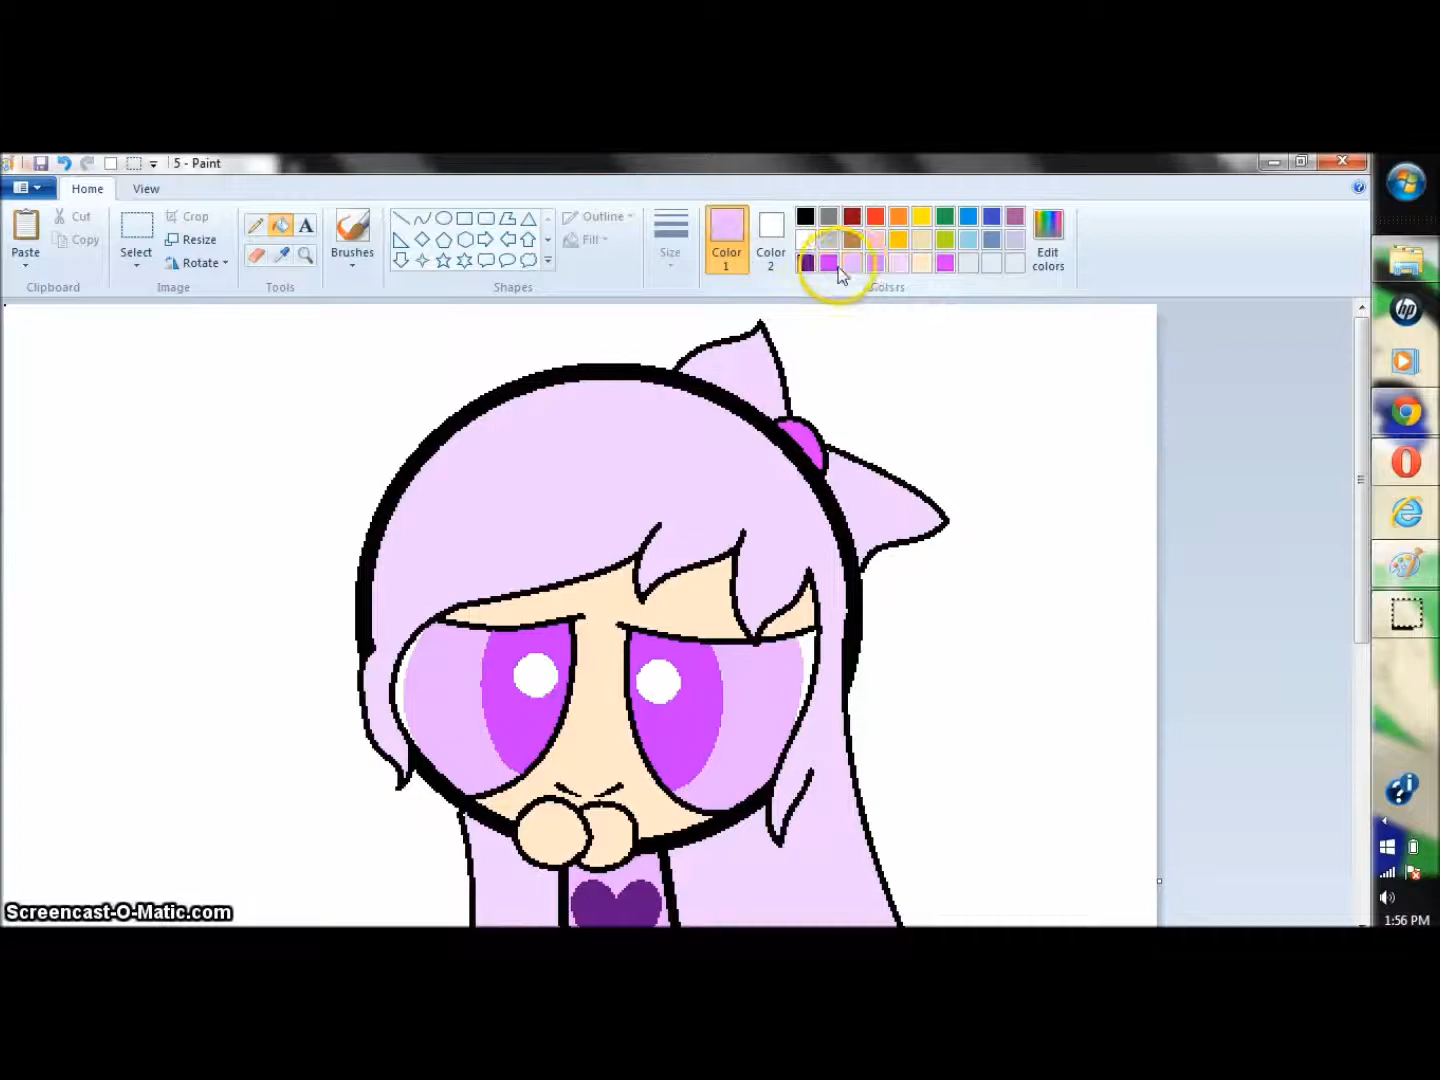 5 - Paint
Home View
Paste
Cut
Copy
Clipboard
Select
Crop
Resize
Rotate
Image
A
Tools
Brushes
Shapes
Outline
Fill
Size
Color 1
Color 2
Edit colors
Colors
hp
Screencast-O-Matic.com
1:56 PM